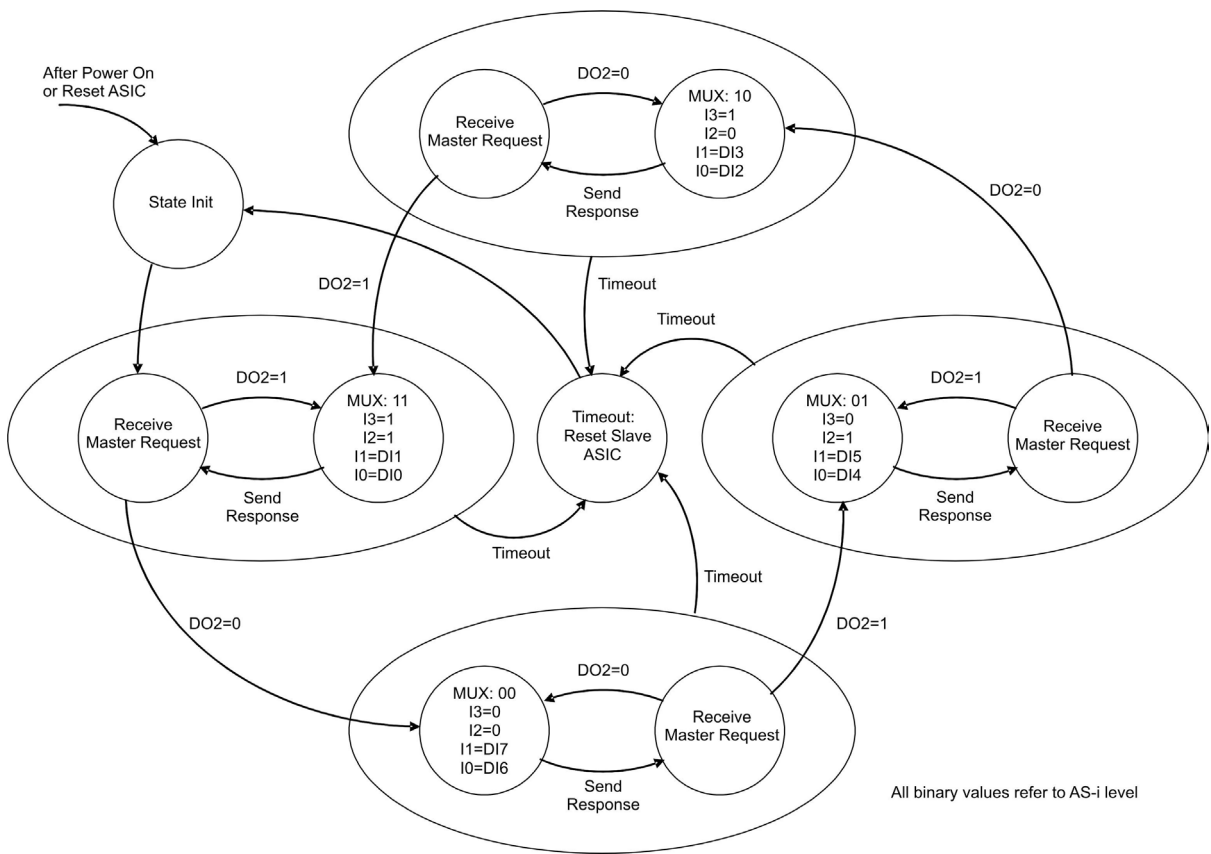 After Power On
or Reset ASIC
State Init
Receive
Master Request
DO2=0
MUX: 10
I3=1
I2=0
I1=DI3
I0=DI2
Send
Response
DO2=0
DO2=1
Timeout
Timeout
Receive
Master Request
DO2=1
MUX: 11
I3=1
I2=1
I1=DI1
I0=DI0
Send
Response
Timeout:
Reset Slave
ASIC
MUX: 01
I3=0
I2=1
I1=DI5
I0=DI4
DO2=1
Receive
Master Request
Send
Response
Timeout
Timeout
DO2=0
DO2=1
MUX: 00
I3=0
I2=0
I1=DI7
I0=DI6
DO2=0
Receive
Master Request
Send
Response
All binary values refer to AS-i level